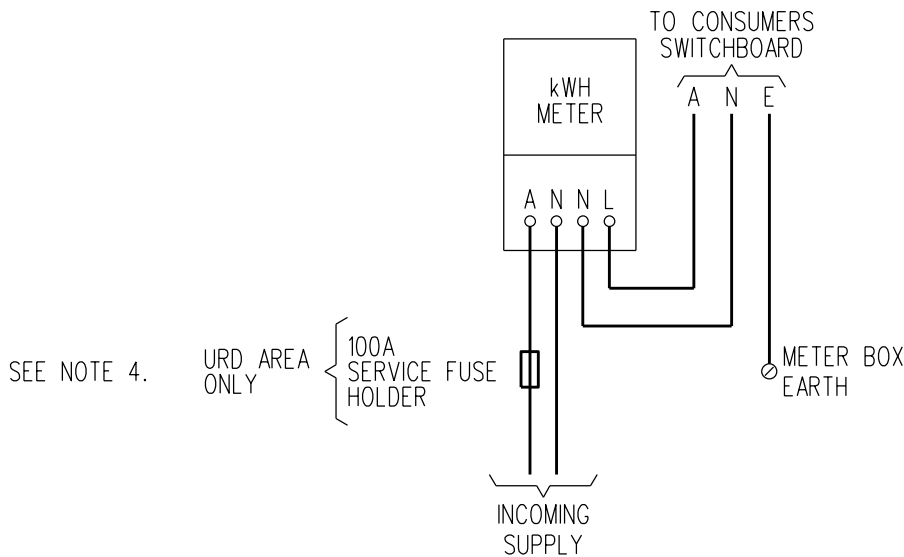 TO CONSUMERS
SWITCHBOARD
A N E
kWH
METER
A N N L
SEE NOTE 4.
URD AREA
ONLY
100A
SERVICE FUSE
HOLDER
METER BOX
EARTH
INCOMING
SUPPLY